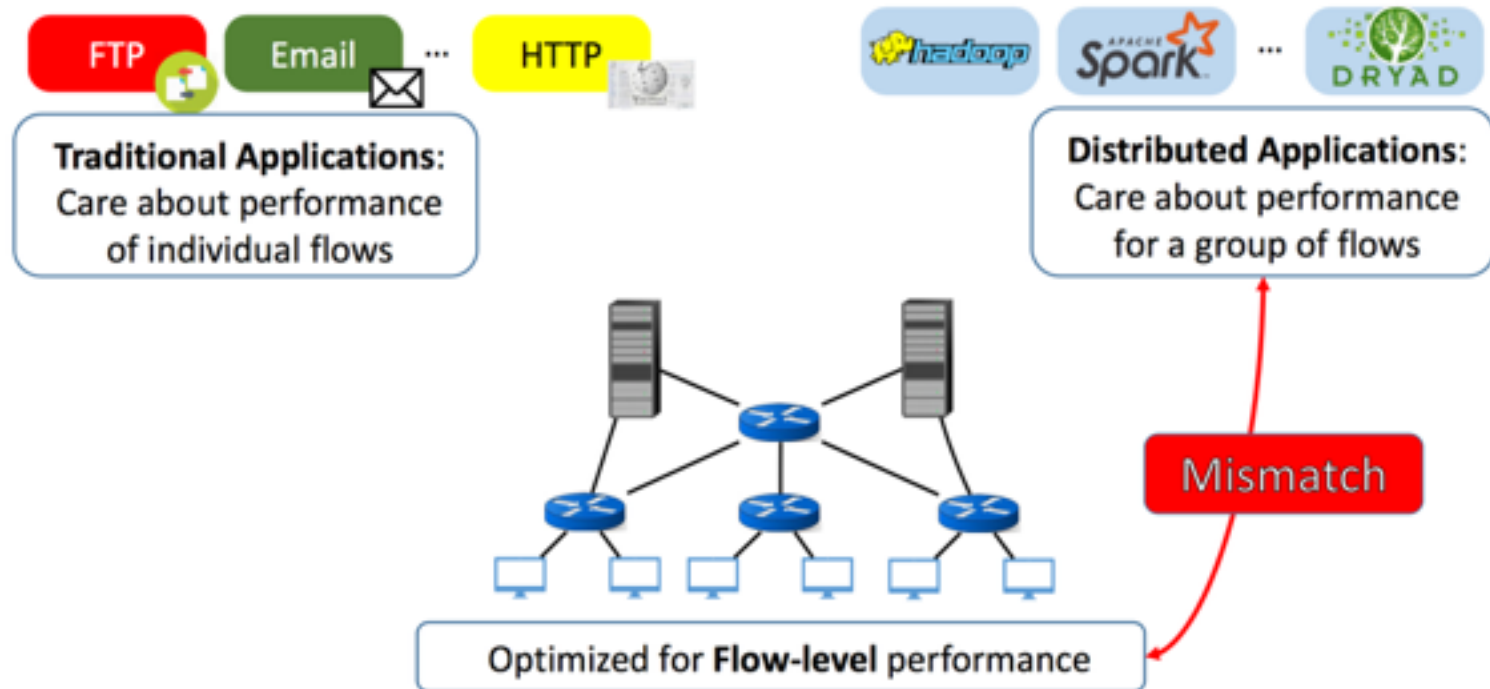 FTP
Email
...
HTTP
hadoop
APACHE
Spark
...
DRYAD
Traditional Applications:
Care about performance
of individual flows
Distributed Applications:
Care about performance
for a group of flows
Mismatch
Optimized for Flow-level performance